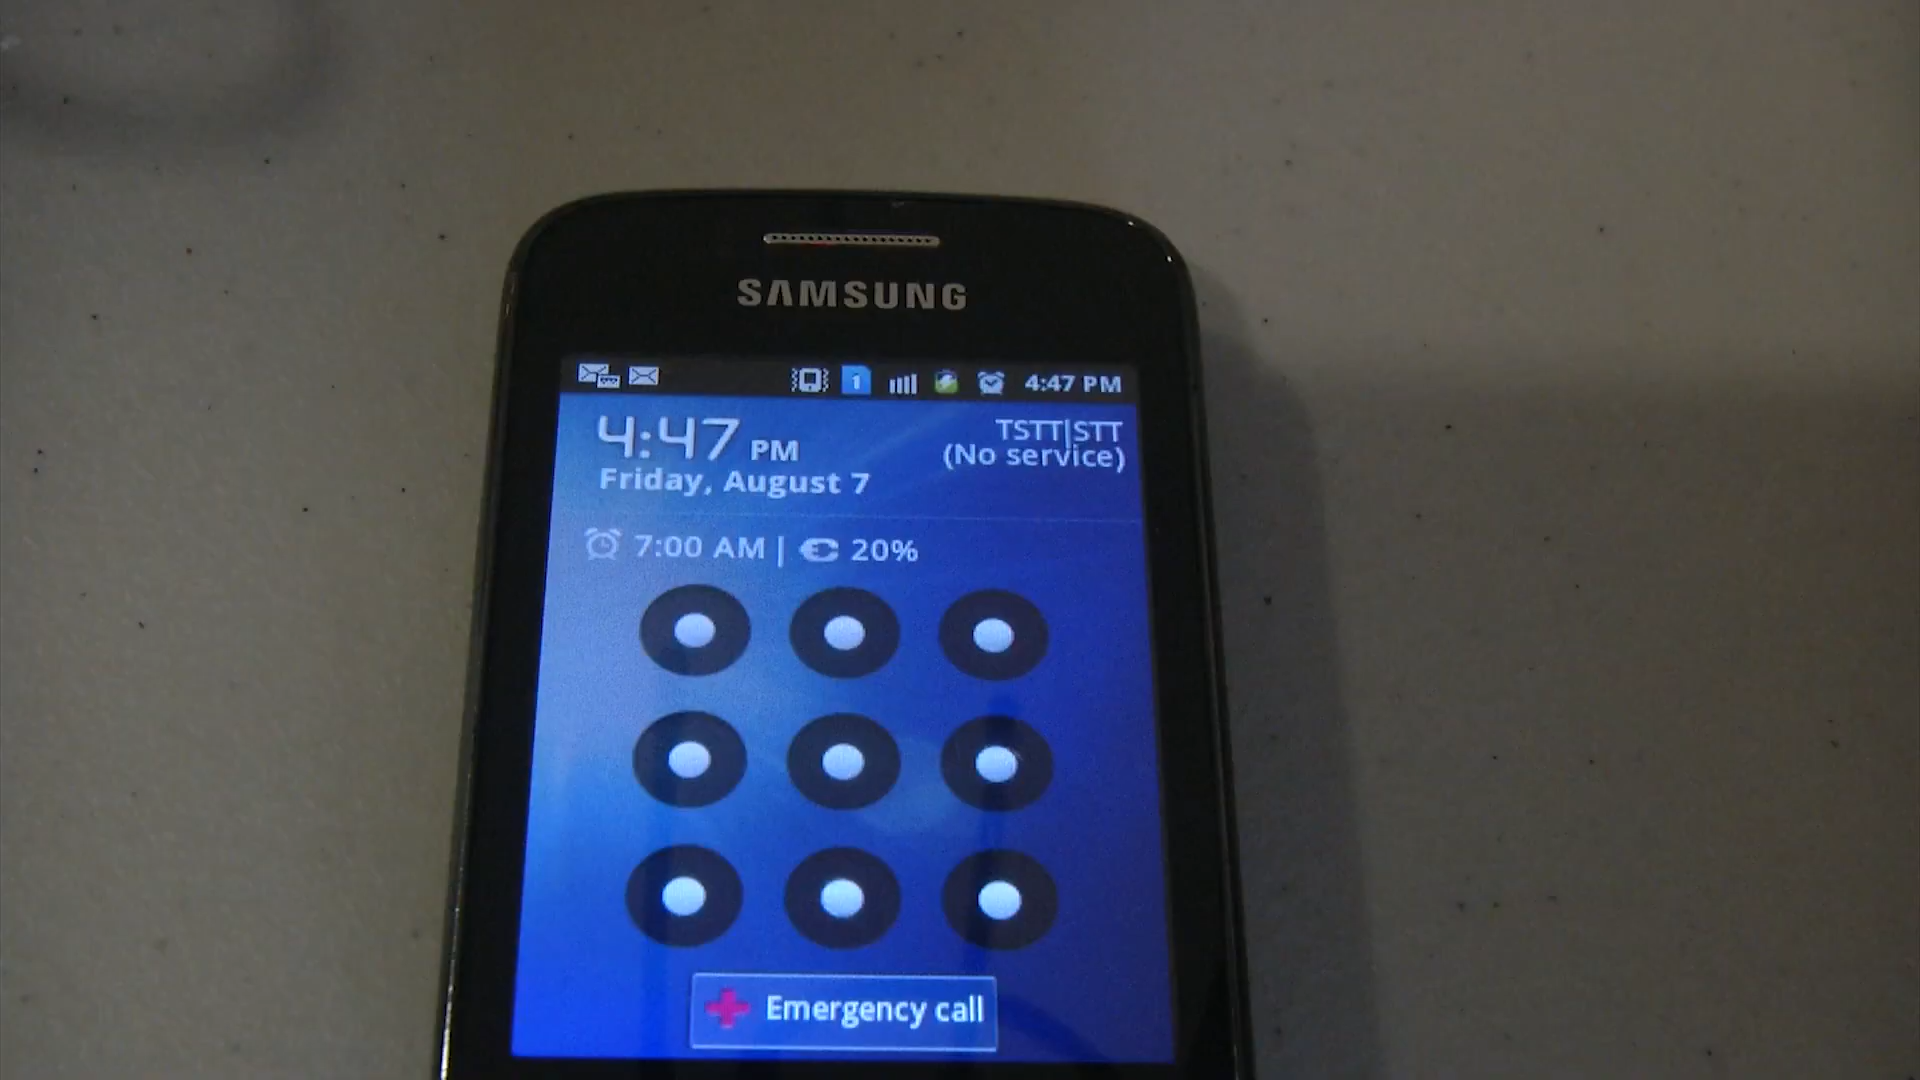 SAMSUNG
1 4:47 PM
4:47 PM
TSTT|STT
(No service)
Friday, August 7
7:00 AM | 20%
Emergency call